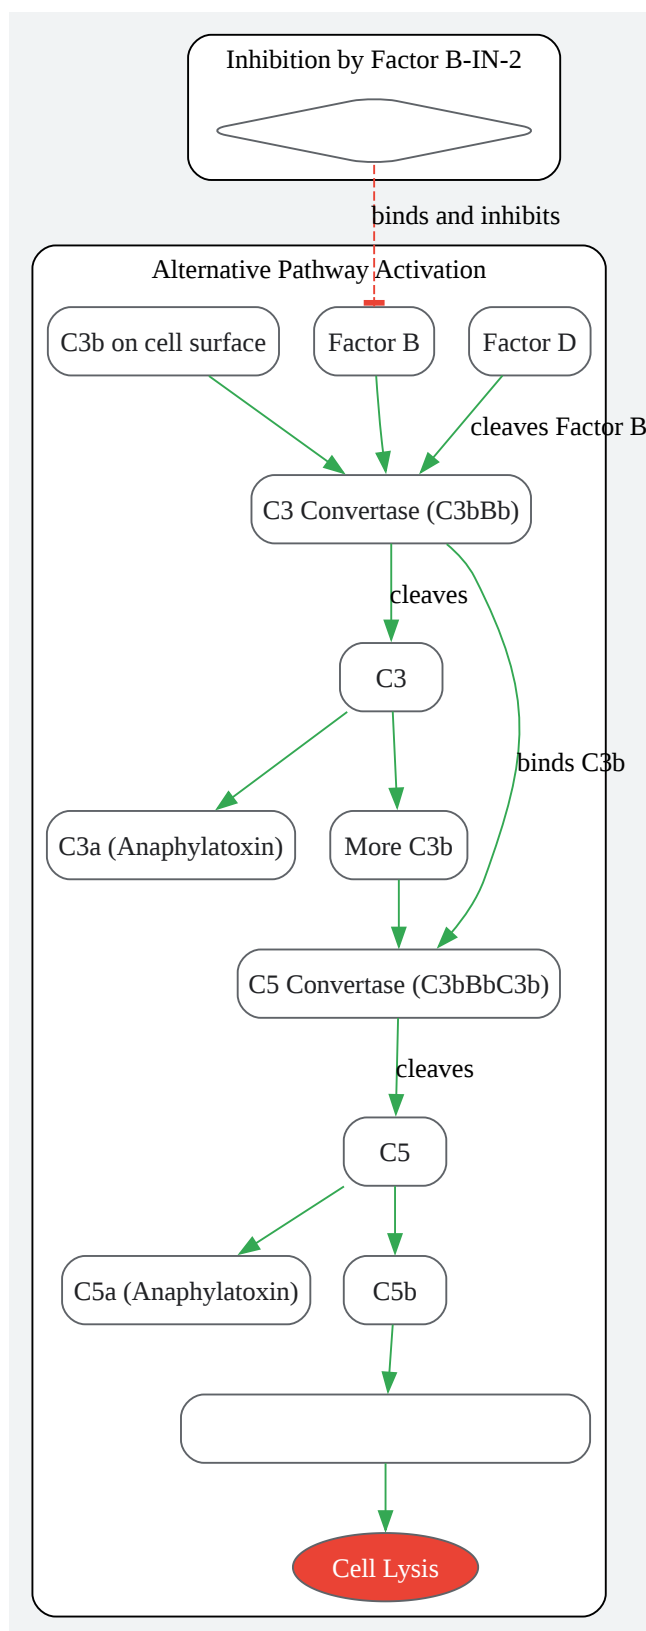 Inhibition by Factor B-IN-2
binds and inhibits
Alternative Pathway Activation
C3b on cell surface
Factor B
Factor D
cleaves Factor B
C3 Convertase (C3bBb)
cleaves
C3
binds C3b
C3a (Anaphylatoxin)
More C3b
C5 Convertase (C3bBbC3b)
cleaves
C5
C5a (Anaphylatoxin)
C5b
Cell Lysis